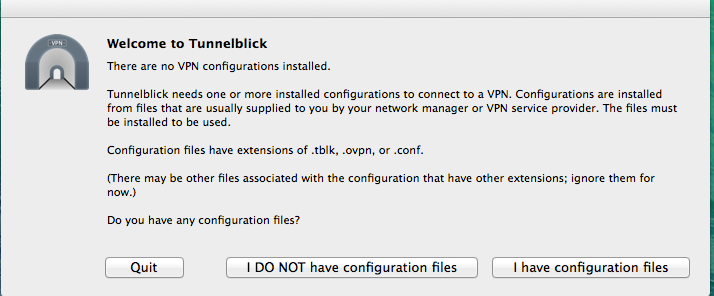 VPN
Welcome to Tunnelblick
There are no VPN configurations installed.
Tunnelblick needs one or more installed configurations to connect to a VPN. Configurations are installed
from files that are usually supplied to you by your network manager or VPN service provider. The files must
be installed to be used.
Configuration files have extensions of .tblk, .ovpn, or .conf.
(There may be other files associated with the configuration that have other extensions; ignore them for
now.)
Do you have any configuration files?
Quit
I DO NOT have configuration files
I have configuration files